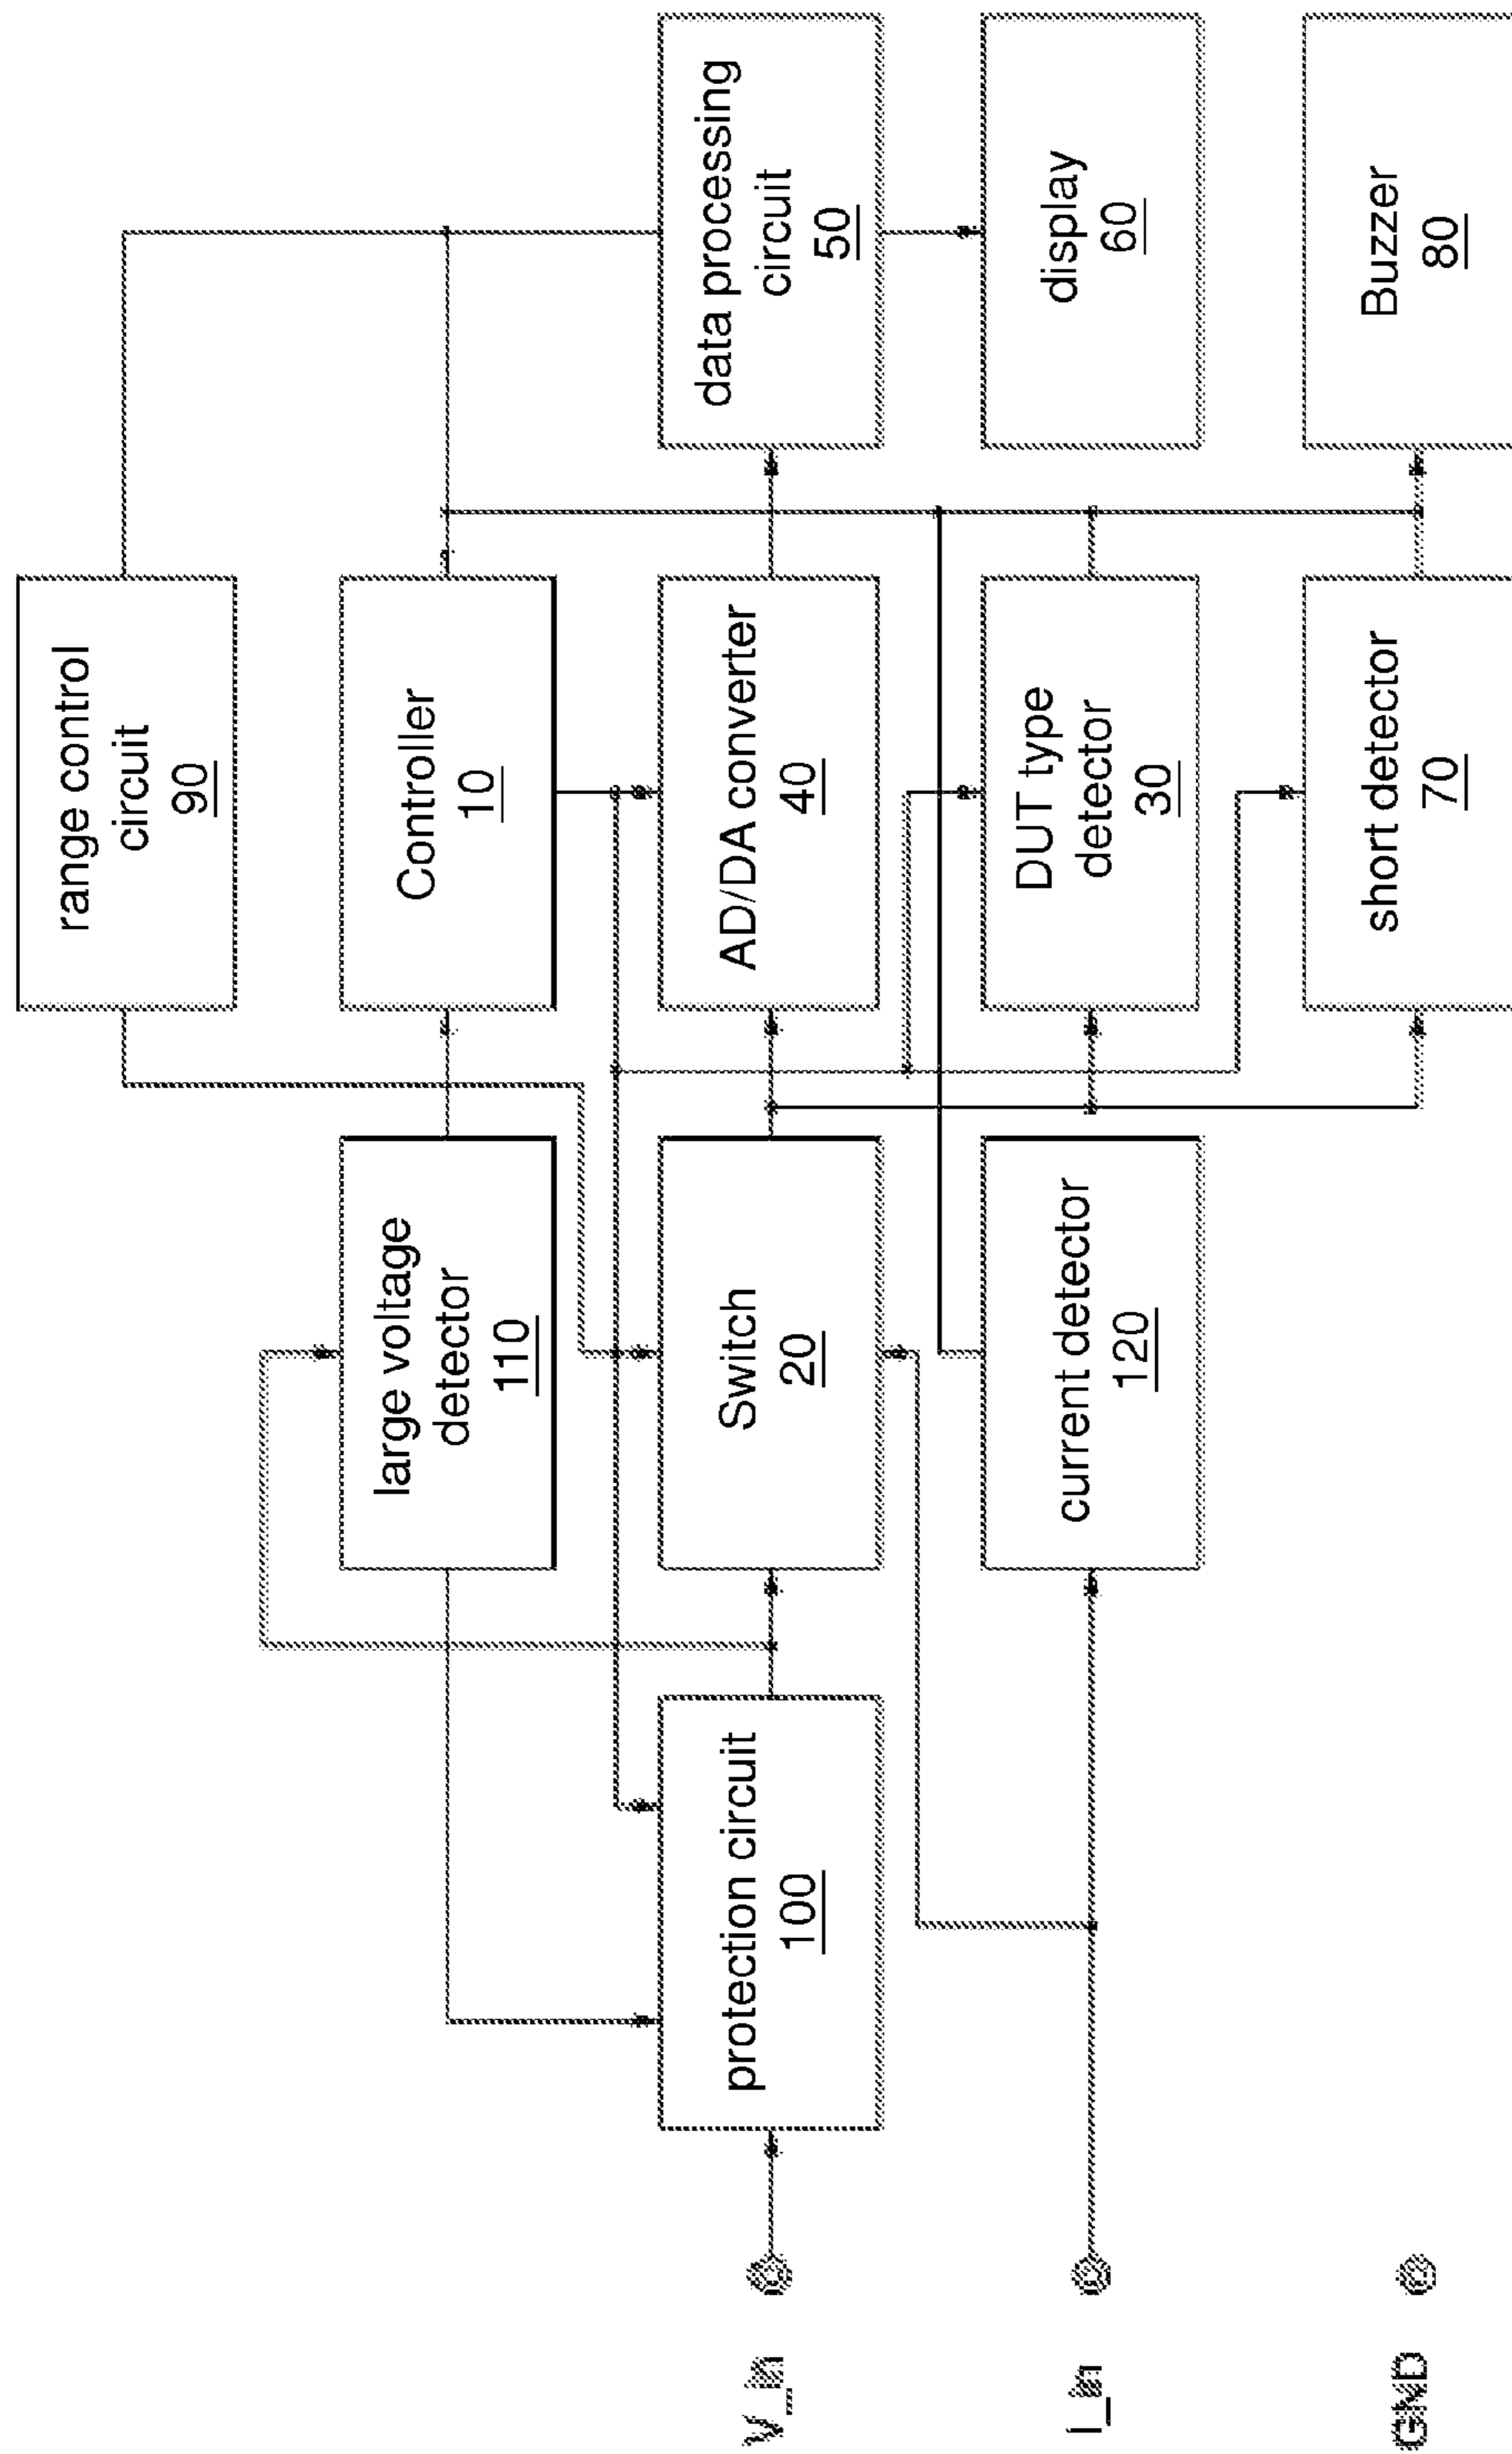 range control
circuit
90
large voltage
detector
110
Controller
10
V_in
protection circuit
100
Switch
20
AD/DA converter
40
data processing
circuit
50
I_in
current detector
120
DUT type
detector
30
display
60
GND
short detector
70
Buzzer
80